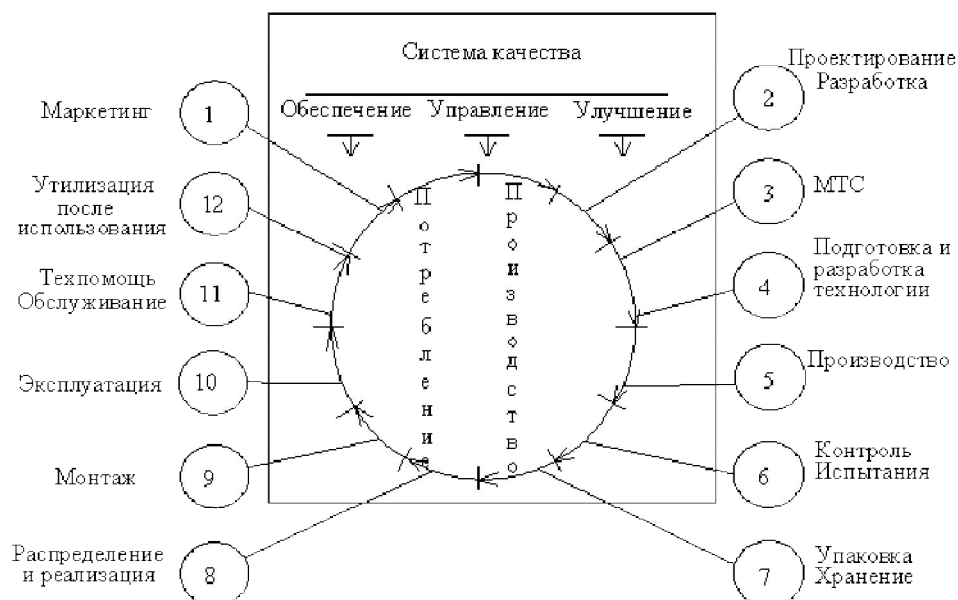 Система качества
Обеспечение Управление Улучшение
Маркетинг
1
Проектирование
Разработка
2
Утилизация
после
использования
12
МТС
3
Техпомощь
Обслуживание
11
Подготовка и
разработка
технологии
4
Эксплуатация
10
Производство
5
Монтаж
9
Контроль
Испытания
6
Распределение
и реализация
8
Упаковка
Хранение
7
Потребление
Производство